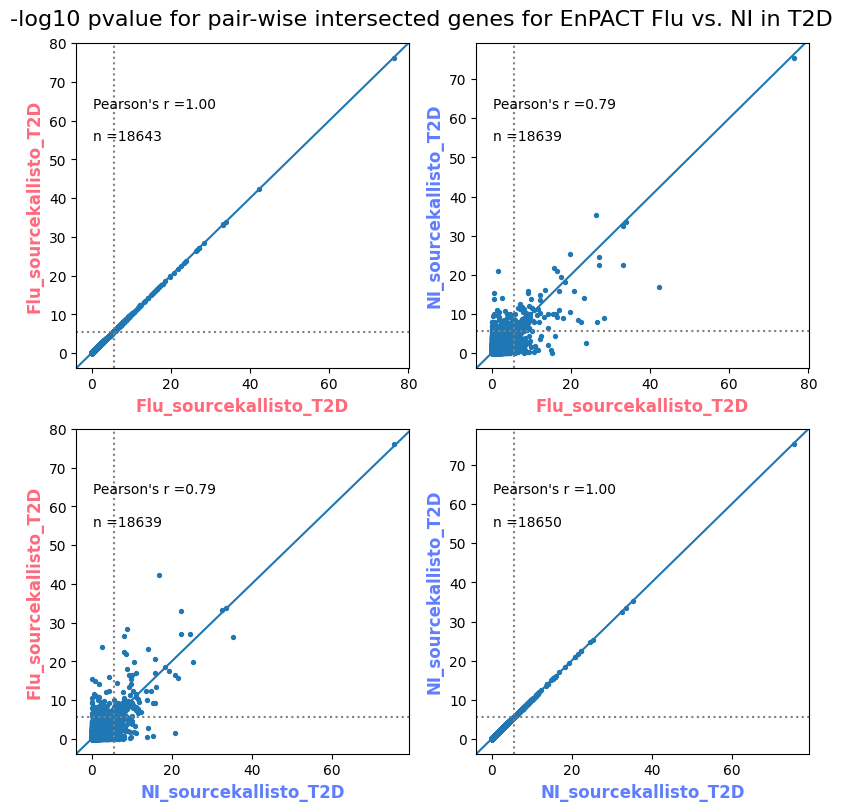 -log10 pvalue for pair-wise intersected genes for EnPACT Flu vs. NI in T2D
80
70
60
50
40
30
20
10
0
Flu_sourcekallisto_T2D
Pearson's r =1.00
n =18643
0 20 40 60 80
Flu_sourcekallisto_T2D
70
60
50
40
30
20
10
0
NI_sourcekallisto_T2D
Pearson's r =0.79
n =18639
0 20 40 60 80
Flu_sourcekallisto_T2D
80
70
60
50
40
30
20
10
0
Flu_sourcekallisto_T2D
Pearson's r =0.79
n =18639
0 20 40 60
NI_sourcekallisto_T2D
70
60
50
40
30
20
10
0
NI_sourcekallisto_T2D
Pearson's r =1.00
n =18650
0 20 40 60
NI_sourcekallisto_T2D